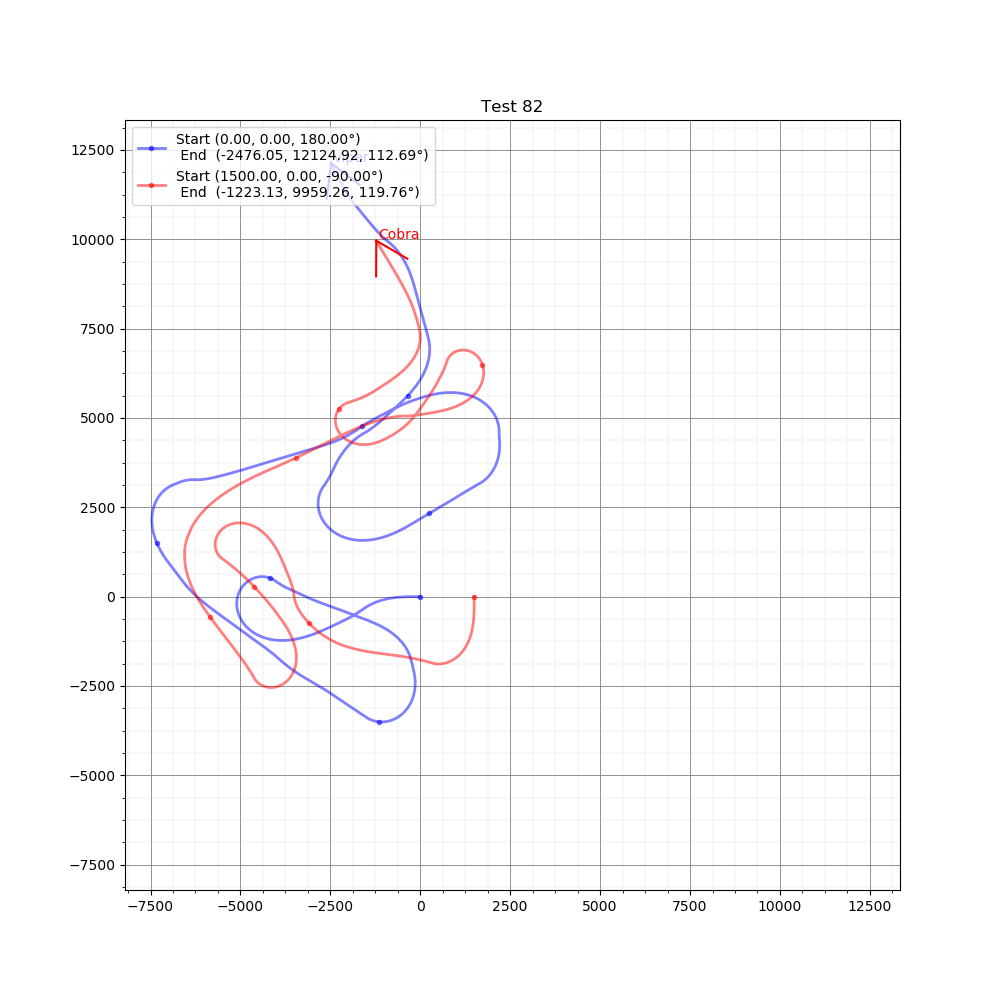 Test 82
Start (0.00, 0.00, 180.00°)
End (-2476.05, 12124.92, 112.69°)
Start (1500.00, 0.00, -90.00°)
End (-1223.13, 9959.26, 119.76°)
Cobra
12500
10000
7500
5000
2500
0
−2500
−5000
−7500
−7500 −5000 −2500 0 2500 5000 7500 10000 12500